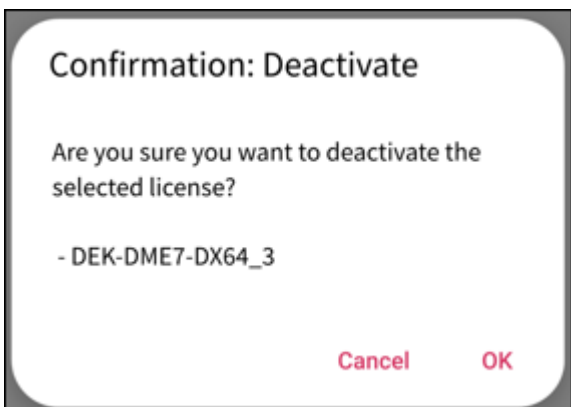 Confirmation: Deactivate
Are you sure you want to deactivate the
selected license?
- DEK-DME7-DX64_3
Cancel OK